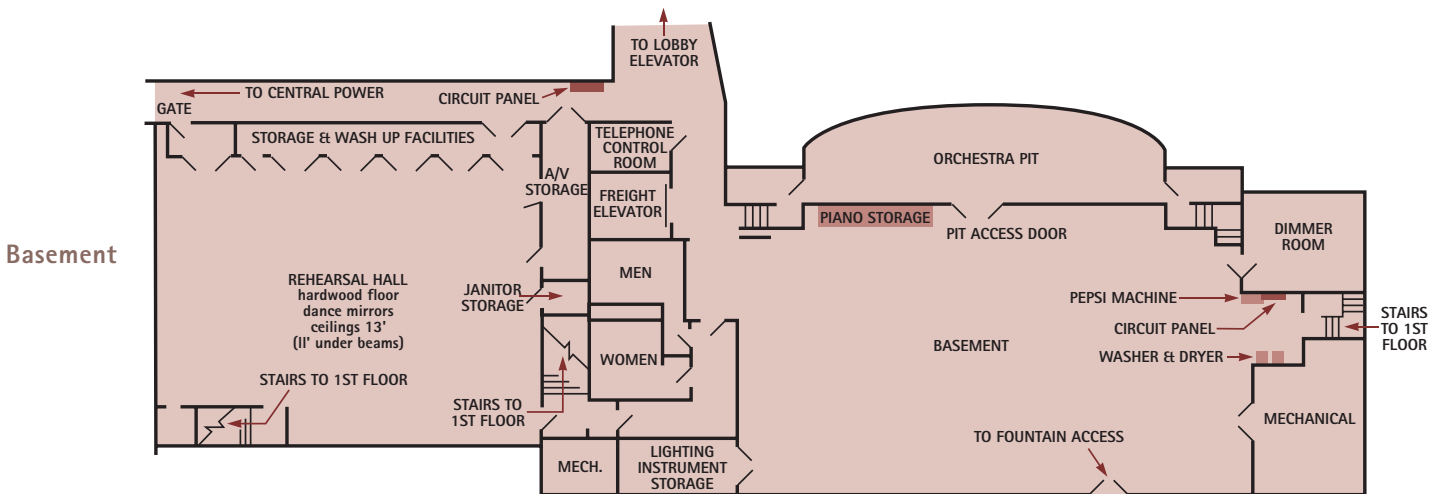 TO LOBBY
ELEVATOR
TO CENTRAL POWER
CIRCUIT PANEL
GATE
STORAGE & WASH UP FACILITIES
TELEPHONE
CONTROL
ROOM
A/V
STORAGE
FREIGHT
ELEVATOR
ORCHESTRA PIT
PIANO STORAGE
PIT ACCESS DOOR
DIMMER
ROOM
Basement
REHEARSAL HALL
hardwood floor
dance mirrors
ceilings 13'
(11' under beams)
JANITOR
STORAGE
MEN
PEPSI MACHINE
CIRCUIT PANEL
STAIRS
TO 1ST
FLOOR
BASEMENT
WASHER & DRYER
WOMEN
STAIRS TO 1ST FLOOR
STAIRS TO
1ST FLOOR
MECHANICAL
TO FOUNTAIN ACCESS
MECH.
LIGHTING
INSTRUMENT
STORAGE